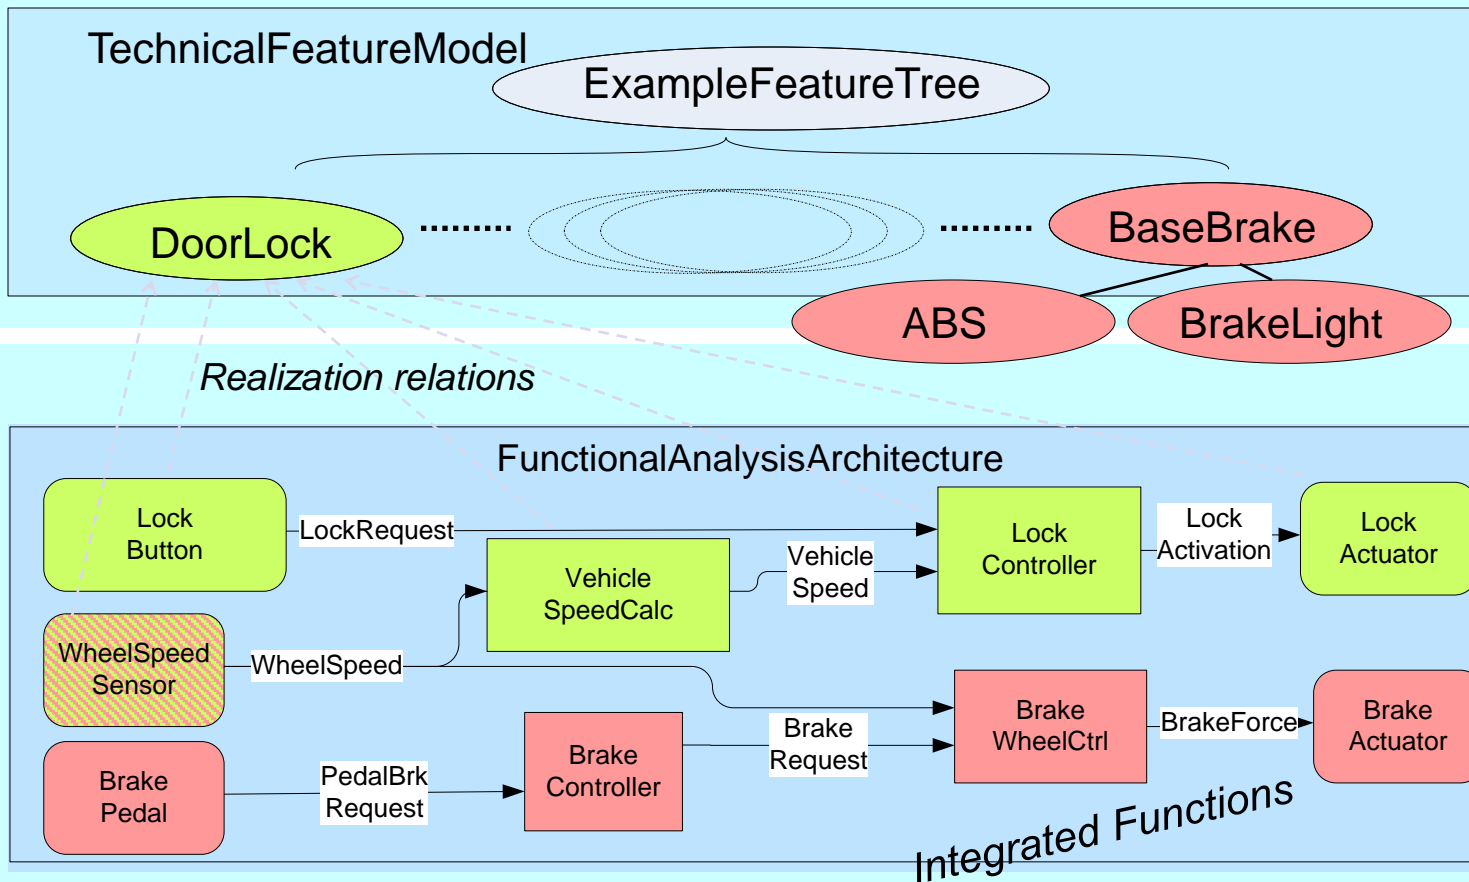 TechnicalFeatureModel
ExampleFeatureTree
DoorLock
BaseBrake
ABS
BrakeLight
Realization relations
FunctionalAnalysisArchitecture
Lock
Button
LockRequest
Vehicle
SpeedCalc
Vehicle
Speed
Lock
Controller
Lock
Activation
Lock
Actuator
WheelSpeed
Sensor
WheelSpeed
Brake
Pedal
PedalBrk
Request
Brake
Controller
Brake
Request
Brake
WheelCtrl
BrakeForce
Brake
Actuator
Integrated Functions